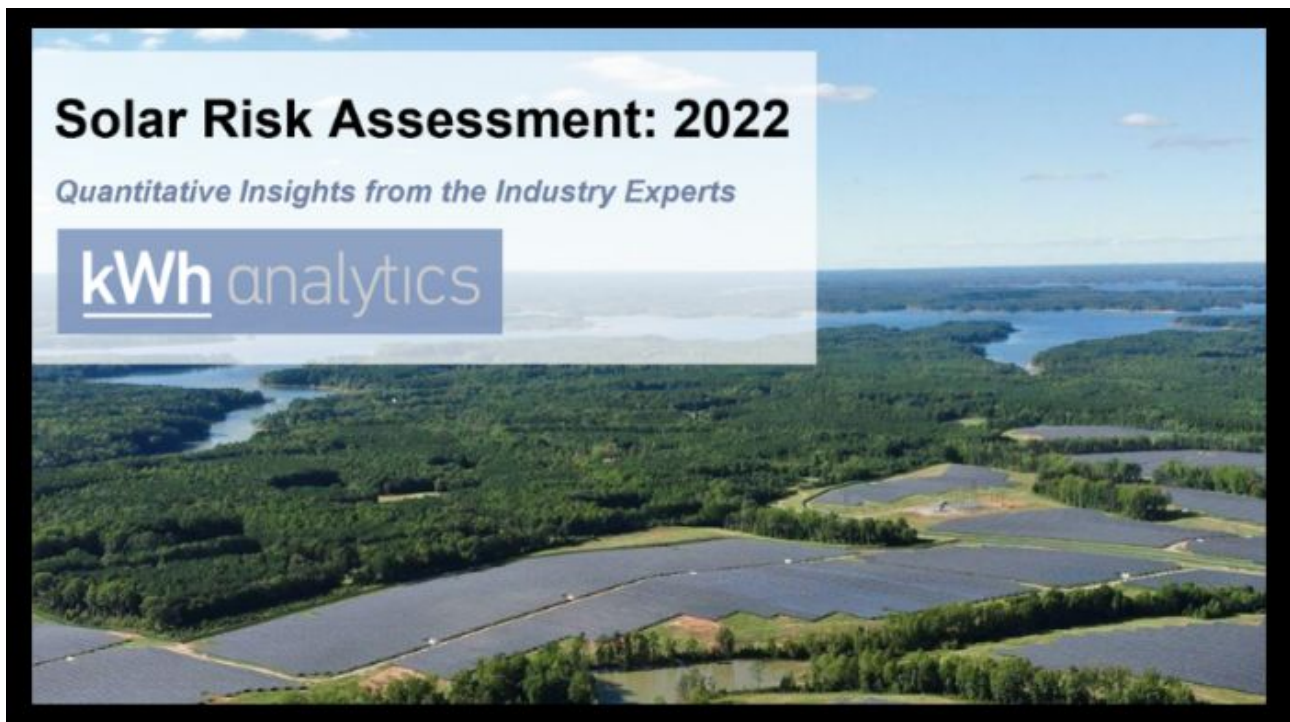 Solar Risk Assessment: 2022
Quantitative Insights from the Industry Experts
kWh analytics